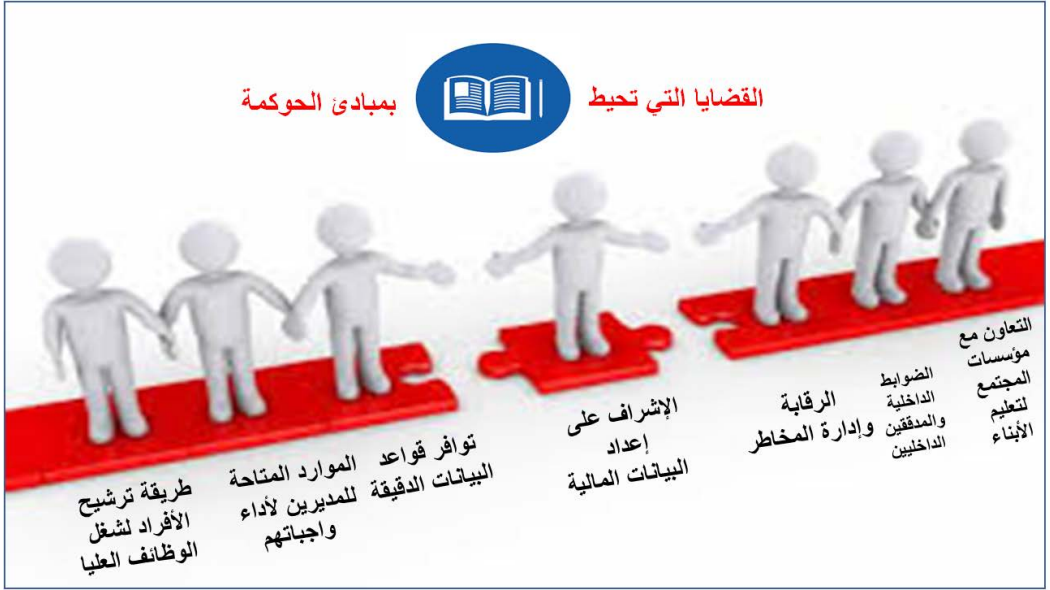 القضايا التي تحيط بمبادئ الحوكمة
التعاون مع
مؤسسات
المجتمع
لتعليم
الأبناء
الضوابط
الداخلية
والمدققين
الداخليين
الرقابة
وإدارة المخاطر
الإشراف على
إعداد
البيانات المالية
توافر قواعد
البيانات الدقيقة
الموارد المتاحة
للمديرين لأداء
واجباتهم
طريقة ترشيح
الأفراد لشغل
الوظائف العليا